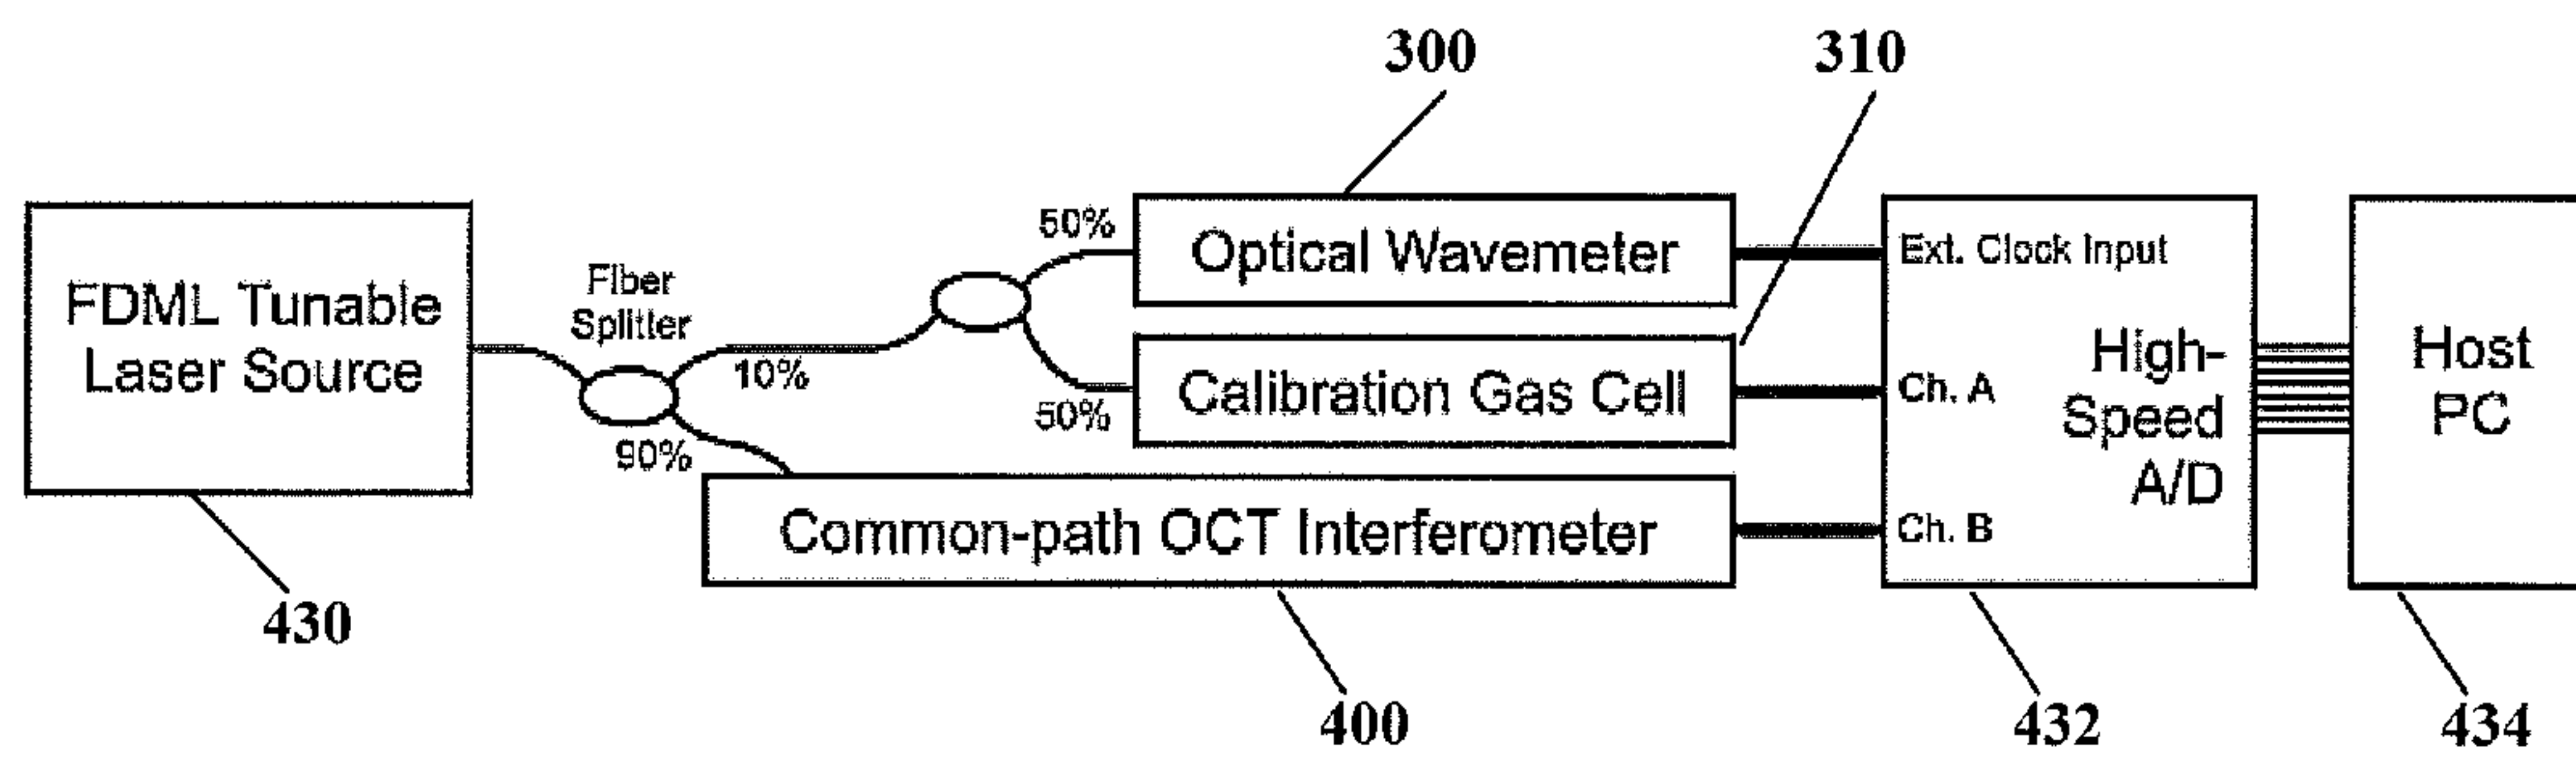 300
310
50%
Optical Wavemeter
Ext. Clock Input
FDML Tunable
Laser Source
Fiber
Splitter
10%
50%
Calibration Gas Cell
Ch. A
High-
Speed
A/D
Host
PC
90%
Common-path OCT Interferometer
Ch. B
430
400
432
434